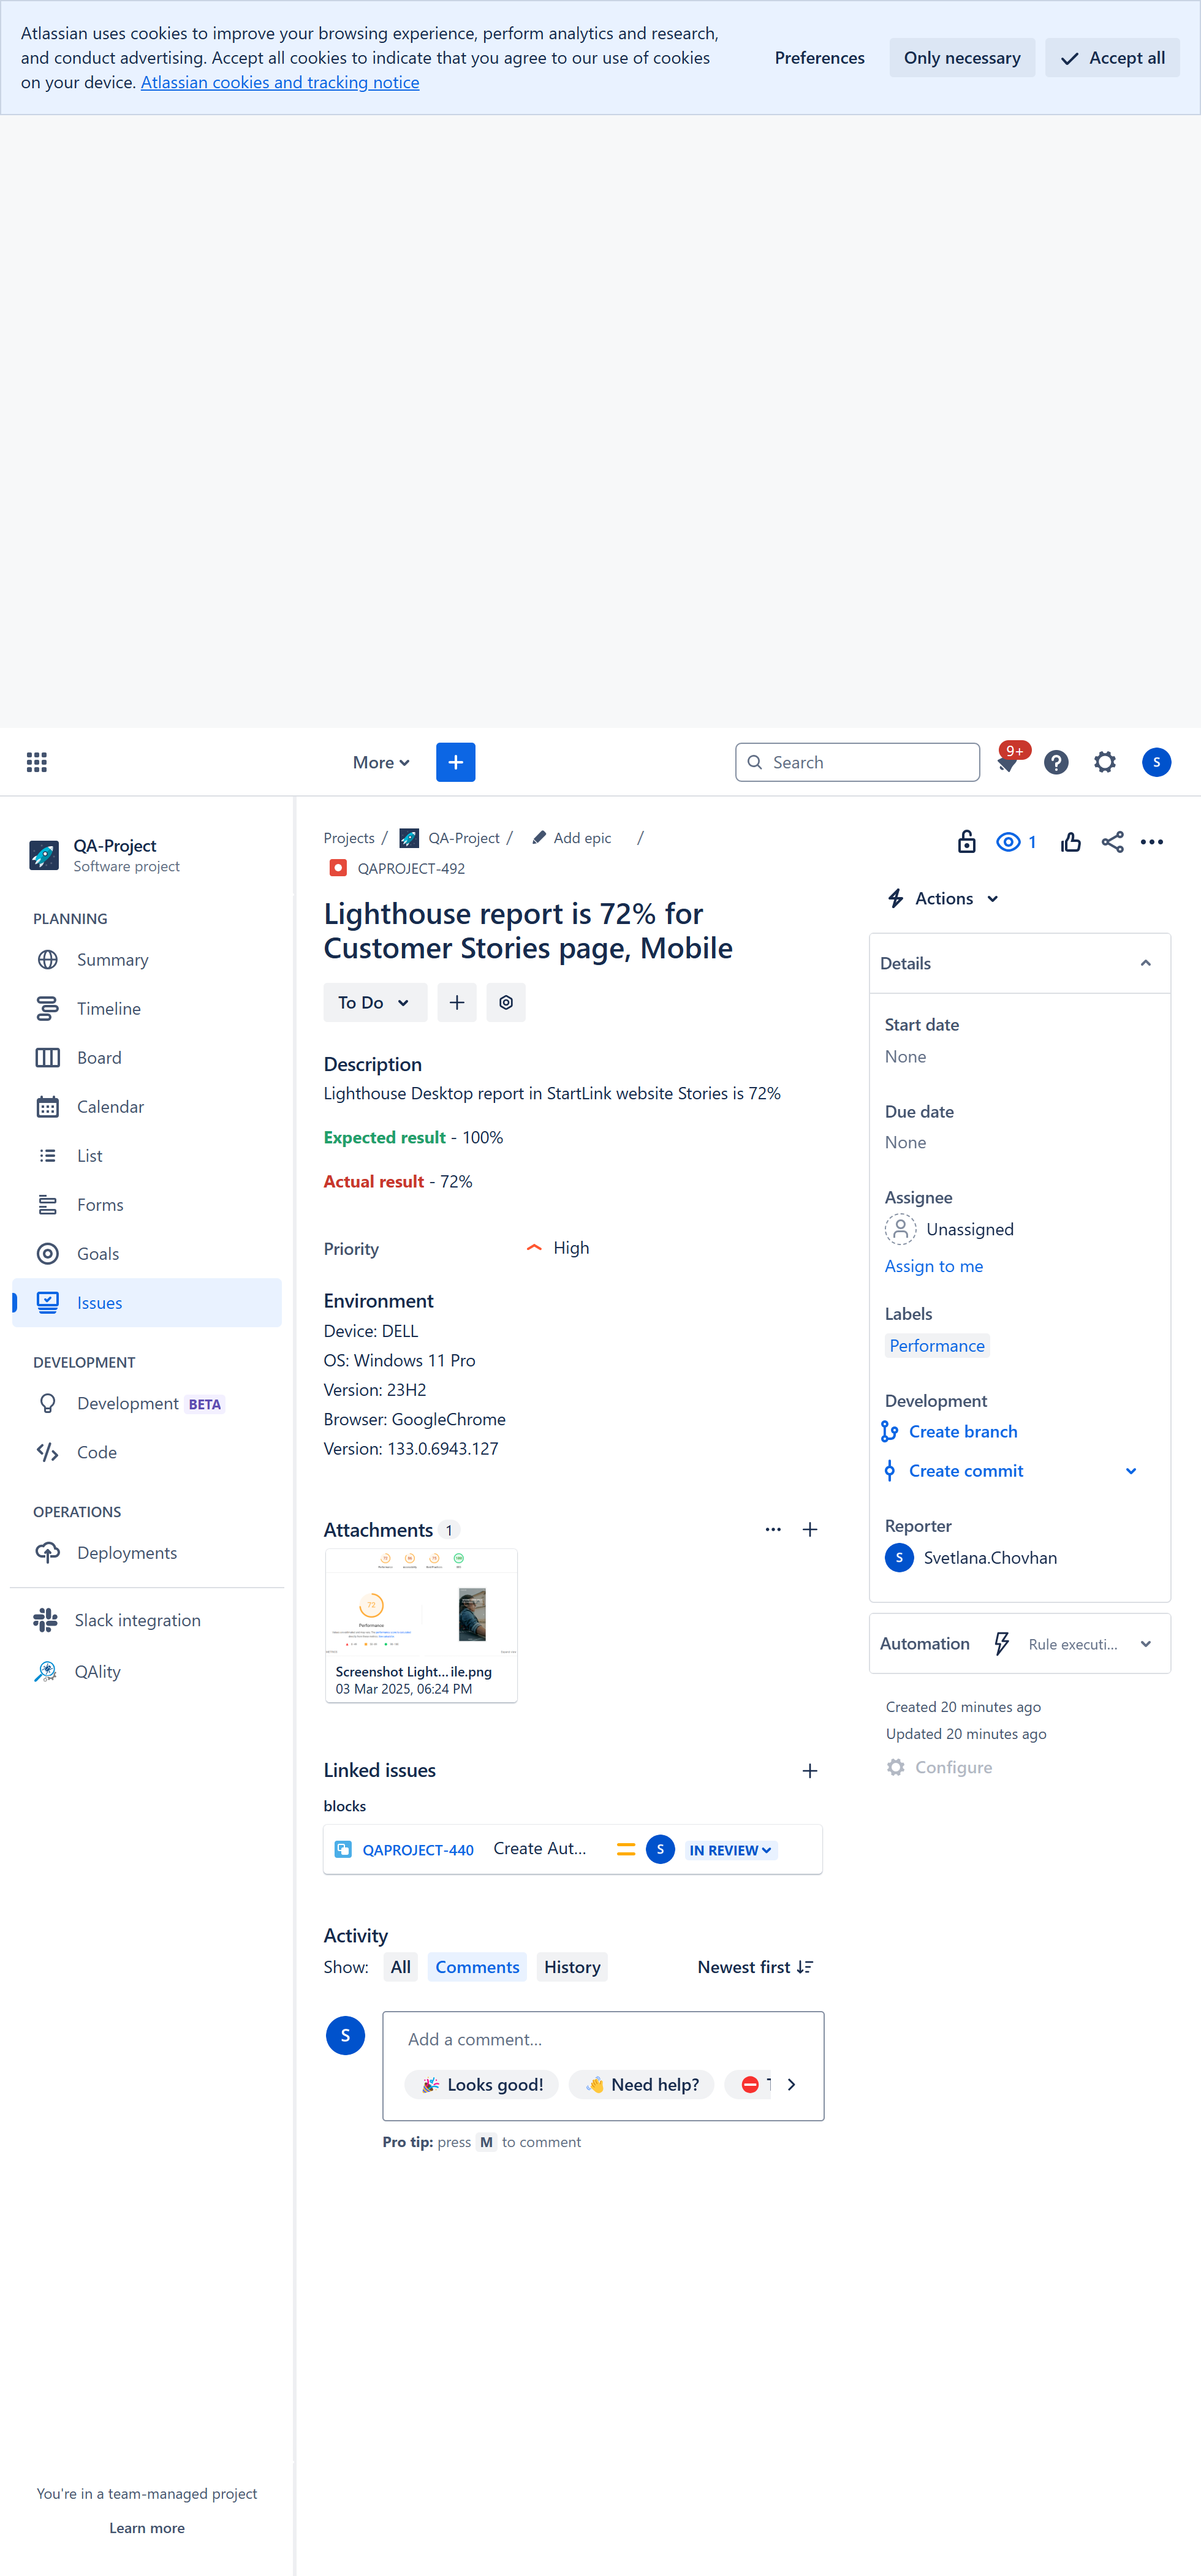 Atlassian uses cookies to improve your browsing experience, perform analytics and research,
and conduct advertising. Accept all cookies to indicate that you agree to our use of cookies
on your device. Atlassian cookies and tracking notice
Preferences
Only necessary
Accept all
More
Search
9+
S
QA-Project
Software project
PLANNING
Summary
Timeline
Board
Calendar
List
Forms
Goals
Issues
DEVELOPMENT
Development BETA
Code
OPERATIONS
Deployments
Slack integration
QAlity
You're in a team-managed project
Learn more
Projects / QA-Project / Add epic /
QAPROJECT-492
Lighthouse report is 72% for
Customer Stories page, Mobile
To Do
Description
Lighthouse Desktop report in StartLink website Stories is 72%
Expected result - 100%
Actual result - 72%
Priority
High
Environment
Device: DELL
OS: Windows 11 Pro
Version: 23H2
Browser: GoogleChrome
Version: 133.0.6943.127
Attachments 1
72
Performance
Screenshot Light...ile.png
03 Mar 2025, 06:24 PM
Linked issues
blocks
QAPROJECT-440 Create Aut... S IN REVIEW
Activity
Show: All Comments History Newest first
S
Add a comment...
Looks good! Need help?
Pro tip: press M to comment
1
Actions
Details
Start date
None
Due date
None
Assignee
Unassigned
Assign to me
Labels
Performance
Development
Create branch
Create commit
Reporter
S Svetlana.Chovhan
Automation Rule executi...
Created 20 minutes ago
Updated 20 minutes ago
Configure